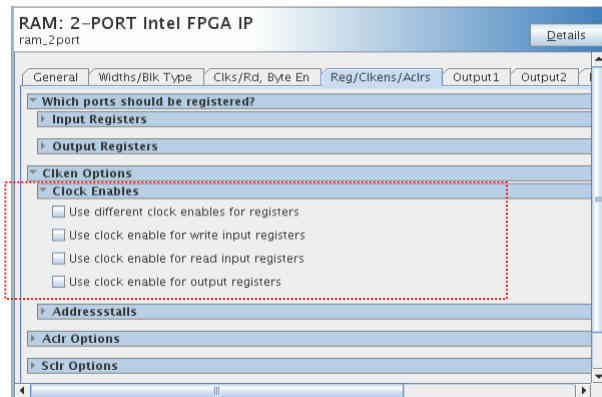 RAM: 2-PORT Intel FPGA IP
ram_2port
Details
General Widths/Blk Type Clks/Rd, Byte En Reg/Clkens/Aclrs Output1 Output2
Which ports should be registered?
Input Registers
Output Registers
Clken Options
Clock Enables
Use different clock enables for registers
Use clock enable for write input registers
Use clock enable for read input registers
Use clock enable for output registers
Addressstalls
Aclr Options
Sclr Options